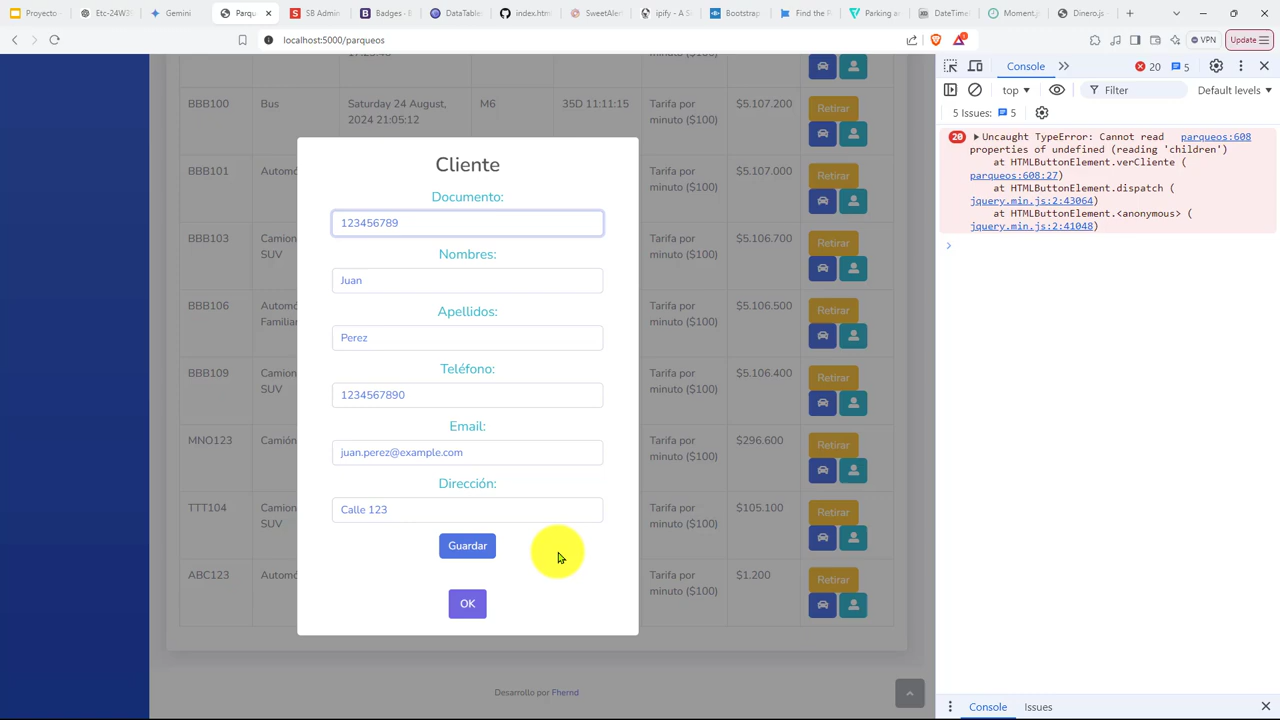 Proyecto
Etc-24W3
Gemini
Parqu
SB Admin
Badges - B
DataTable
index.htm
SweetAler
ipify - A S
Bootstrap
Find the R
Parking an
DateTime
Moment.j
Dinero.js
localhost:5000/parqueos
VPN
Update
BBB100 Bus Saturday 24 August, M6 35D 11:11:15 Tarifa por $5.107.200 Retirar
2024 21:05:12 minuto ($100)
BBB101 Automó Tarifa por $5.107.000 Retirar
minuto ($100)
BBB103 Camion Tarifa por $5.106.700 Retirar
SUV minuto ($100)
BBB106 Automó Tarifa por $5.106.500 Retirar
Familiar minuto ($100)
BBB109 Camion Tarifa por $5.106.400 Retirar
SUV minuto ($100)
MNO123 Camión Tarifa por $296.600 Retirar
minuto ($100)
TTT104 Camion Tarifa por $105.100 Retirar
SUV minuto ($100)
ABC123 Automó Tarifa por $1.200 Retirar
minuto ($100)
Cliente
Documento:
123456789
Nombres:
Juan
Apellidos:
Perez
Teléfono:
1234567890
Email:
juan.perez@example.com
Dirección:
Calle 123
Guardar
OK
Desarrollo por Fhernd
Console
20
5
top
Filter
Default levels
5 Issues: 5
20 Uncaught TypeError: Cannot read parqueos:608
properties of undefined (reading 'children')
at HTMLButtonElement.verCliente (
parqueos:608:27)
at HTMLButtonElement.dispatch (
jquery.min.js:2:43064)
at HTMLButtonElement.<anonymous> (
jquery.min.js:2:41048)
Console
Issues